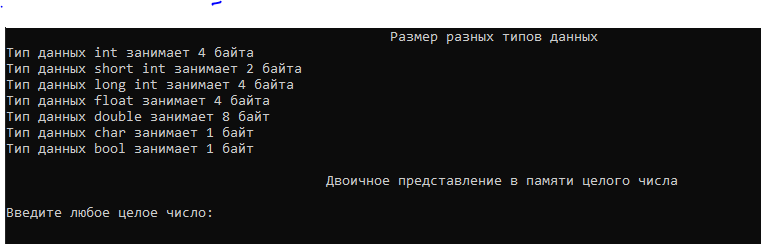 Размер разных типов данных
Тип данных int занимает 4 байта
Тип данных short int занимает 2 байта
Тип данных long int занимает 4 байта
Тип данных float занимает 4 байта
Тип данных double занимает 8 байт
Тип данных char занимает 1 байт
Тип данных bool занимает 1 байт
Двоичное представление в памяти целого числа
Введите любое целое число: